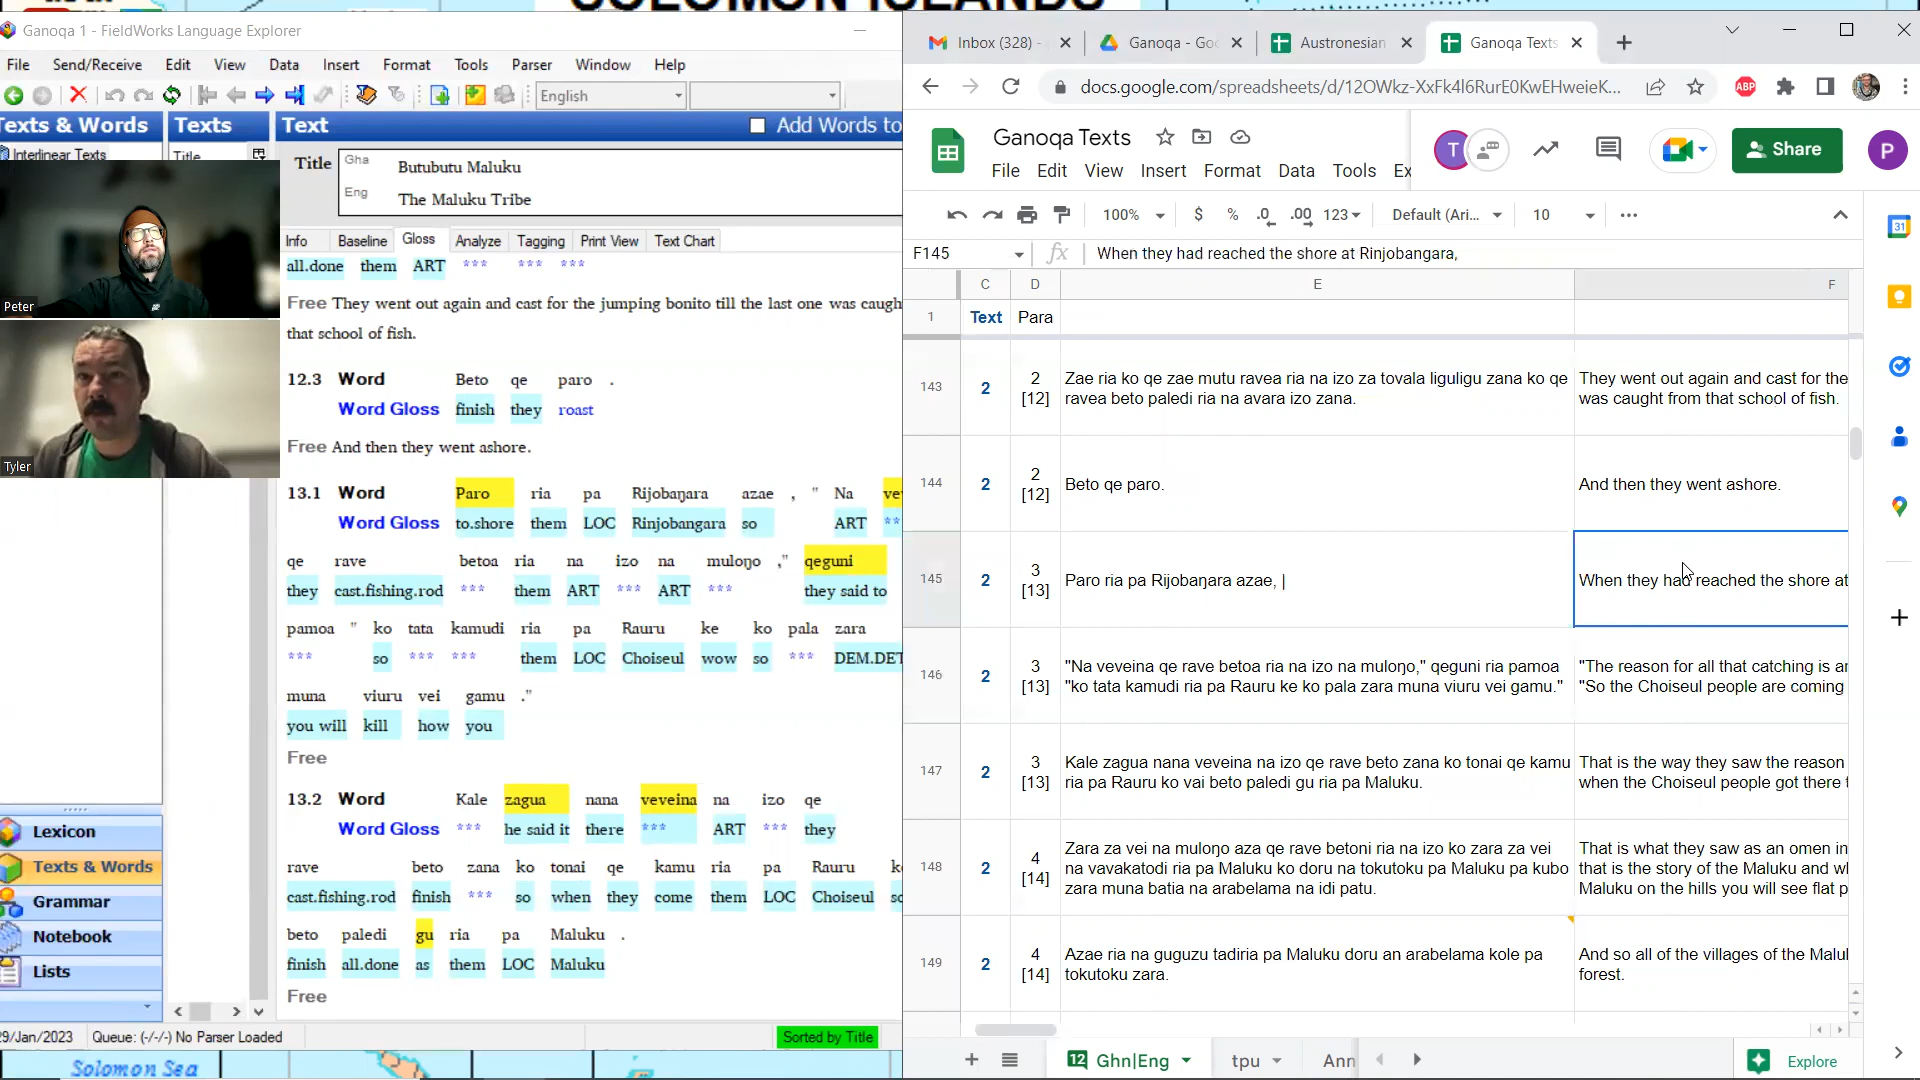 Ganoqa 1 - FieldWorks Language Explorer
File Send/Receive Edit View Data Insert Format Tools Parser Window Help
English
Texts & Words
Texts
Text
Add Words to
Interlinear Texts
Title
Title
Gha Butubutu Maluku
Eng The Maluku Tribe
Info Baseline Gloss Analyze Tagging Print View Text Chart
all.done them ART *** *** ***
Free They went out again and cast for the jumping bonito till the last one was caught
that school of fish.
12.3 Word Beto qe paro .
Word Gloss finish they roast
Free And then they went ashore.
13.1 Word Paro ria pa Rijobaŋara azae , " Na
Word Gloss to.shore them LOC Rinjobangara so ART **
qe rave betoa ria na izo na muloŋo ," qeguni
they cast.fishing.rod *** them ART *** ART *** they said to
pamoa " ko tata kamudi ria pa Rauru ke ko pala zara
*** so *** *** them LOC Choiseul wow so *** DEM.DET
muna viuru vei gamu ."
you will kill how you
Free
13.2 Word Kale zagua nana veveina na izo qe
Word Gloss *** he said it there *** ART *** they
rave beto zana ko tonai qe kamu ria pa Rauru
cast.fishing.rod finish *** so when they come them LOC Choiseul
beto paledi gu ria pa Maluku .
finish all.done as them LOC Maluku
Free
Peter
Tyler
Lexicon
Texts & Words
Grammar
Notebook
Lists
29/Jan/2023 Queue: (-/-/-) No Parser Loaded
Sorted by Title
Solomon Sea
SOLOMON ISLANDS
Inbox (328) -
Ganoqa - Goo
Austronesian
Ganoqa Texts
docs.google.com/spreadsheets/d/12OWkz-XxFk4l6RurE0KwEHweieK...
ABP
Ganoqa Texts
File Edit View Insert Format Data Tools Ex
T
Share
P
100% $ % .0 .00 123 Default (Ari... 10
F145
fx When they had reached the shore at Rinjobangara,
C D E F
1 Text Para
143 2 2 [12]
Zae ria ko qe zae mutu ravea ria na izo za tovala liguligu zana ko qe
ravea beto paledi ria na avara izo zana.
They went out again and cast for the
was caught from that school of fish.
144 2 2 [12]
Beto qe paro.
And then they went ashore.
145 2 3 [13]
Paro ria pa Rijobaŋara azae,
When they had reached the shore at
146 2 3 [13]
"Na veveina qe rave betoa ria na izo na muloŋo," qeguni ria pamoa
"ko tata kamudi ria pa Rauru ke ko pala zara muna viuru vei gamu."
"The reason for all that catching is
"So the Choiseul people are coming
147 2 3 [13]
Kale zagua nana veveina na izo qe rave beto zana ko tonai qe kamu
ria pa Rauru ko vai beto paledi gu ria pa Maluku.
That is the way they saw the reason
when the Choiseul people got there
148 2 4 [14]
Zara za vei na muloŋo aza qe rave betoni ria na izo ko zara za vei
na vavakatodi ria pa Maluku ko doru na tokutoku pa Maluku pa kubo
zara muna batia na arabelama na idi patu.
That is what they saw as an omen in
that is the story of the Maluku and
Maluku on the hills you will see flat
149 2 4 [14]
Azae ria na guguzu tadiria pa Maluku doru an arabelama kole pa
tokutoku zara.
And so all of the villages of the
forest.
12 Ghn|Eng
tpu
Ann
Explore
31